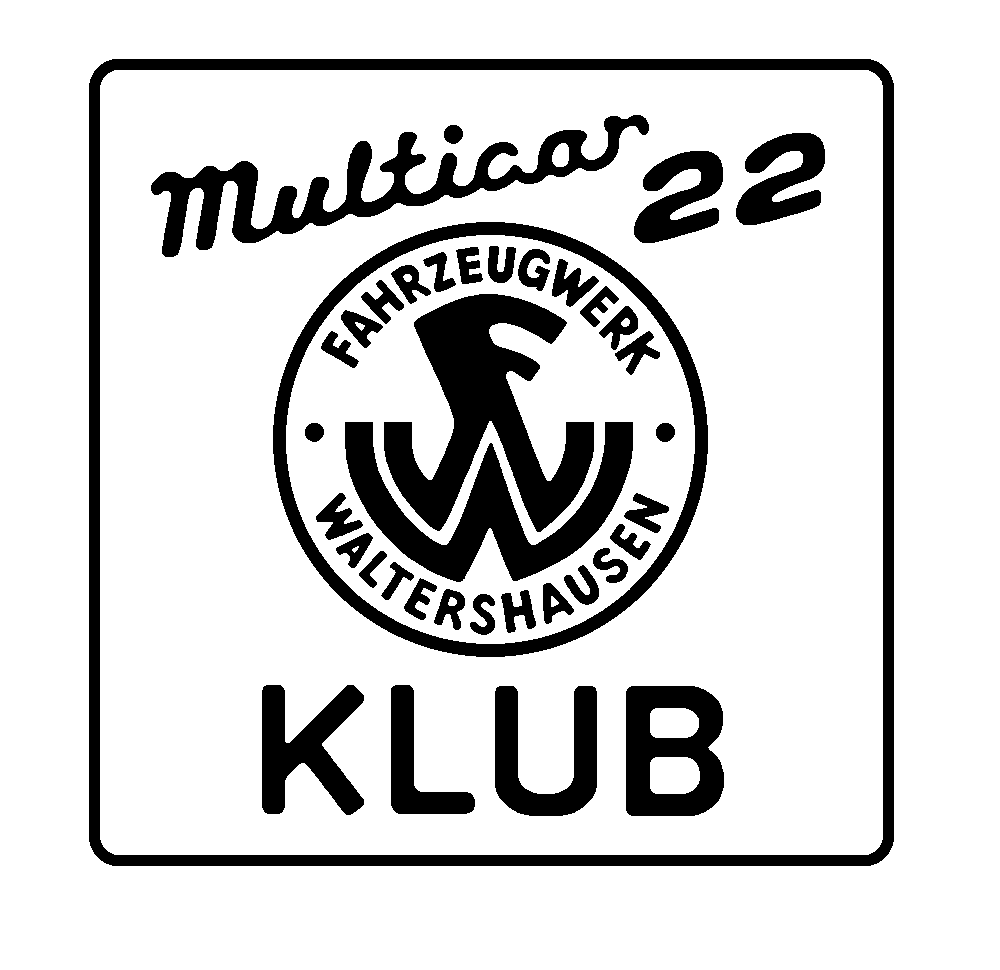 Multicar 22
FAHRZEUGWERK
FW
WALTERSHAUSEN
KLUB